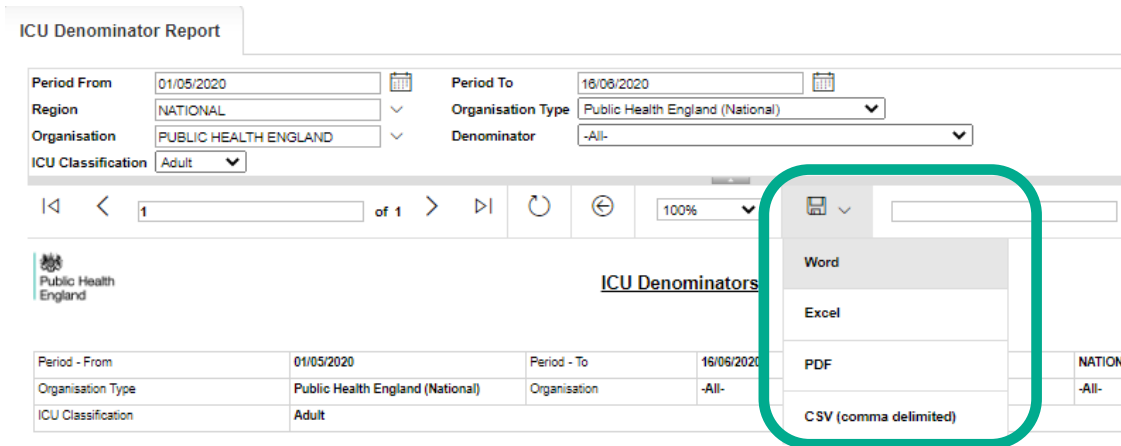 ICU Denominator Report
Period From 01/05/2020 Period To 16/06/2020
Region NATIONAL Organisation Type Public Health England (National)
Organisation PUBLIC HEALTH ENGLAND Denominator -All-
ICU Classification Adult
1 of 1 100%
Public Health
England
ICU Denominators
Word
Excel
PDF
CSV (comma delimited)
Period - From 01/05/2020 Period - To 16/06/2020 NATION
Organisation Type Public Health England (National) Organisation -All- -All-
ICU Classification Adult